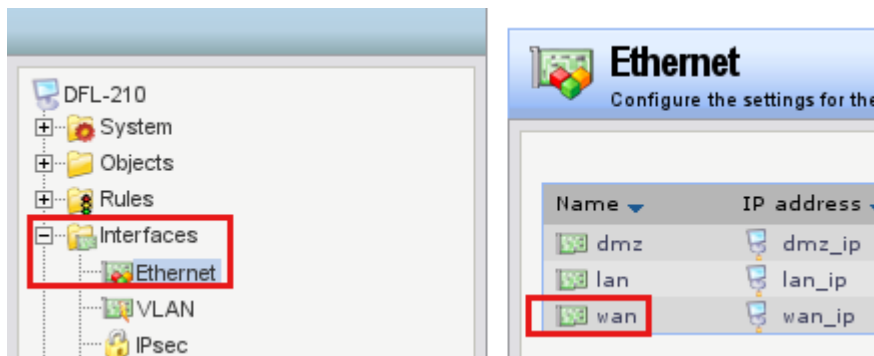 DFL-210
System
Objects
Rules
Interfaces
Ethernet
VLAN
IPsec
Ethernet
Configure the settings for the
Name IP address
dmz dmz_ip
lan lan_ip
wan wan_ip